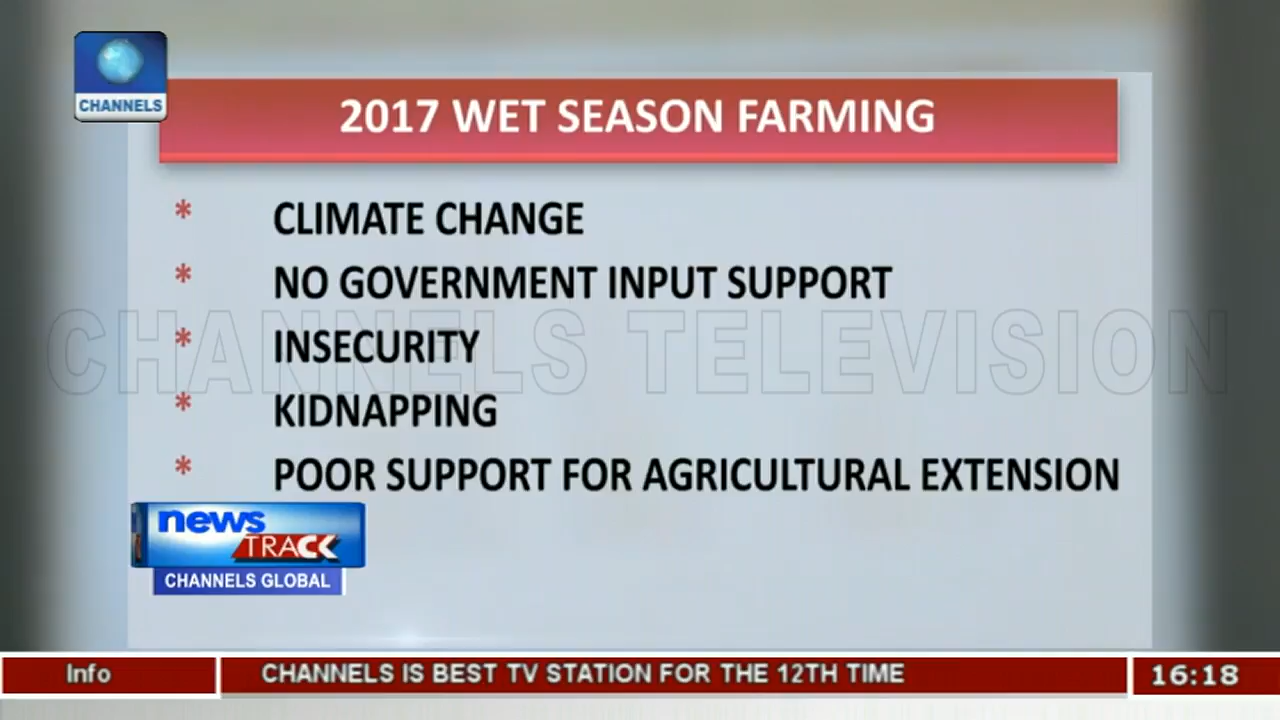 CHANNELS
2017 WET SEASON FARMING
* CLIMATE CHANGE
* NO GOVERNMENT INPUT SUPPORT
* INSECURITY
* KIDNAPPING
* POOR SUPPORT FOR AGRICULTURAL EXTENSION
CHANNELS TELEVISION
news
TRACK
CHANNELS GLOBAL
Info
CHANNELS IS BEST TV STATION FOR THE 12TH TIME
16:18